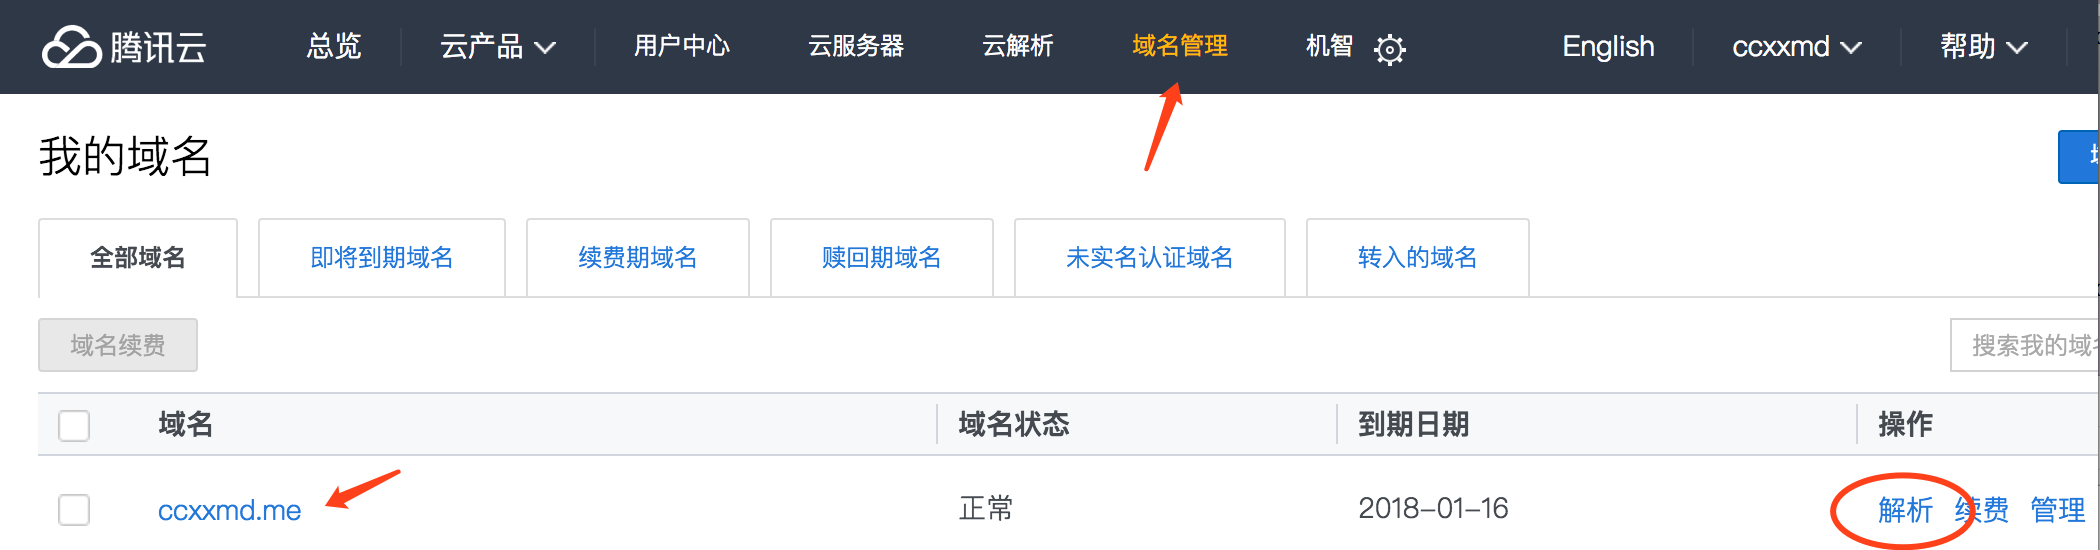 腾讯云 总览 云产品 用户中心 云服务器 云解析 域名管理 机智 English ccxxmd 帮助
我的域名
全部域名 即将到期域名 续费期域名 赎回期域名 未实名认证域名 转入的域名
域名续费 搜索我的域
域名 域名状态 到期日期 操作
ccxxmd.me 正常 2018-01-16 解析 续费 管理